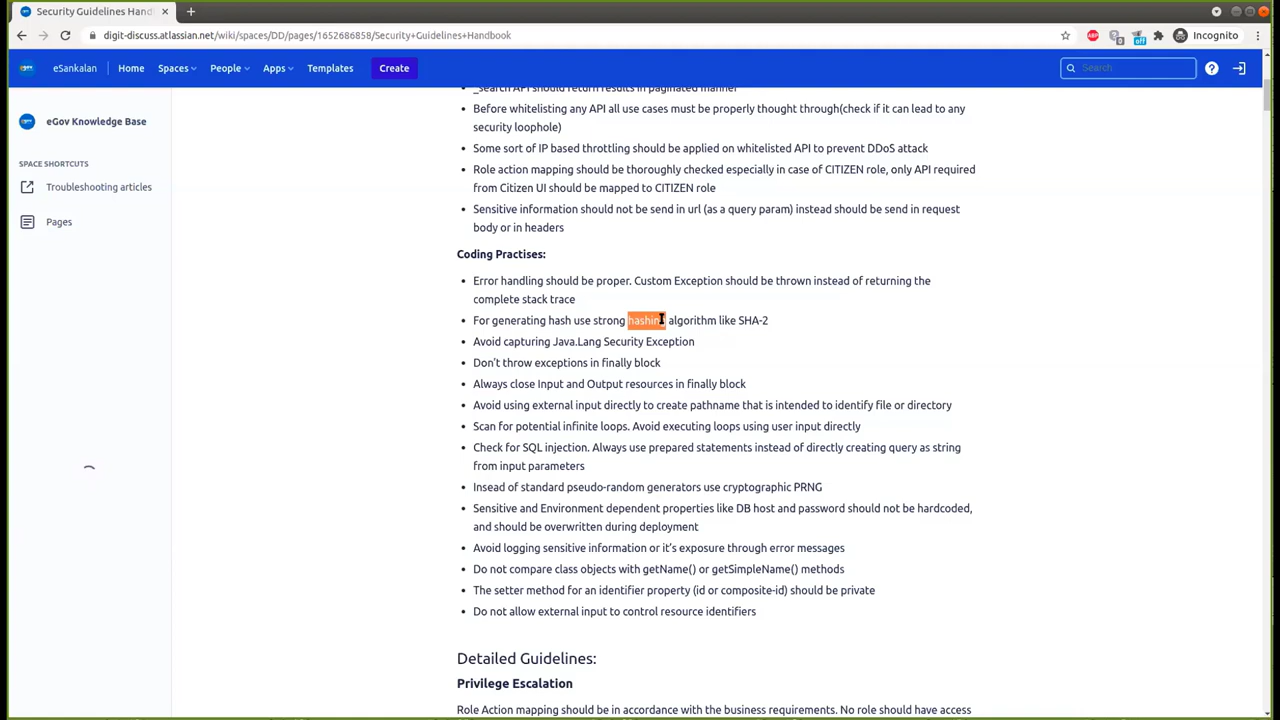 Security Guidelines Hand
digit-discuss.atlassian.net/wiki/spaces/DD/pages/1652686858/Security+Guidelines+Handbook
Incognito
eSankalan
Home
Spaces
People
Apps
Templates
Create
Search
eGov Knowledge Base
SPACE SHORTCUTS
Troubleshooting articles
Pages
_search API should return results in paginated manner
Before whitelisting any API all use cases must be properly thought through(check if it can lead to any
security loophole)
Some sort of IP based throttling should be applied on whitelisted API to prevent DDoS attack
Role action mapping should be thoroughly checked especially in case of CITIZEN role, only API required
from Citizen UI should be mapped to CITIZEN role
Sensitive information should not be send in url (as a query param) instead should be send in request
body or in headers
Coding Practises:
Error handling should be proper. Custom Exception should be thrown instead of returning the
complete stack trace
For generating hash use strong hashing algorithm like SHA-2
Avoid capturing Java.Lang Security Exception
Don't throw exceptions in finally block
Always close Input and Output resources in finally block
Avoid using external input directly to create pathname that is intended to identify file or directory
Scan for potential infinite loops. Avoid executing loops using user input directly
Check for SQL injection. Always use prepared statements instead of directly creating query as string
from input parameters
Insead of standard pseudo-random generators use cryptographic PRNG
Sensitive and Environment dependent properties like DB host and password should not be hardcoded,
and should be overwritten during deployment
Avoid logging sensitive information or it's exposure through error messages
Do not compare class objects with getName() or getSimpleName() methods
The setter method for an identifier property (id or composite-id) should be private
Do not allow external input to control resource identifiers
Detailed Guidelines:
Privilege Escalation
Role Action mapping should be in accordance with the business requirements. No role should have access